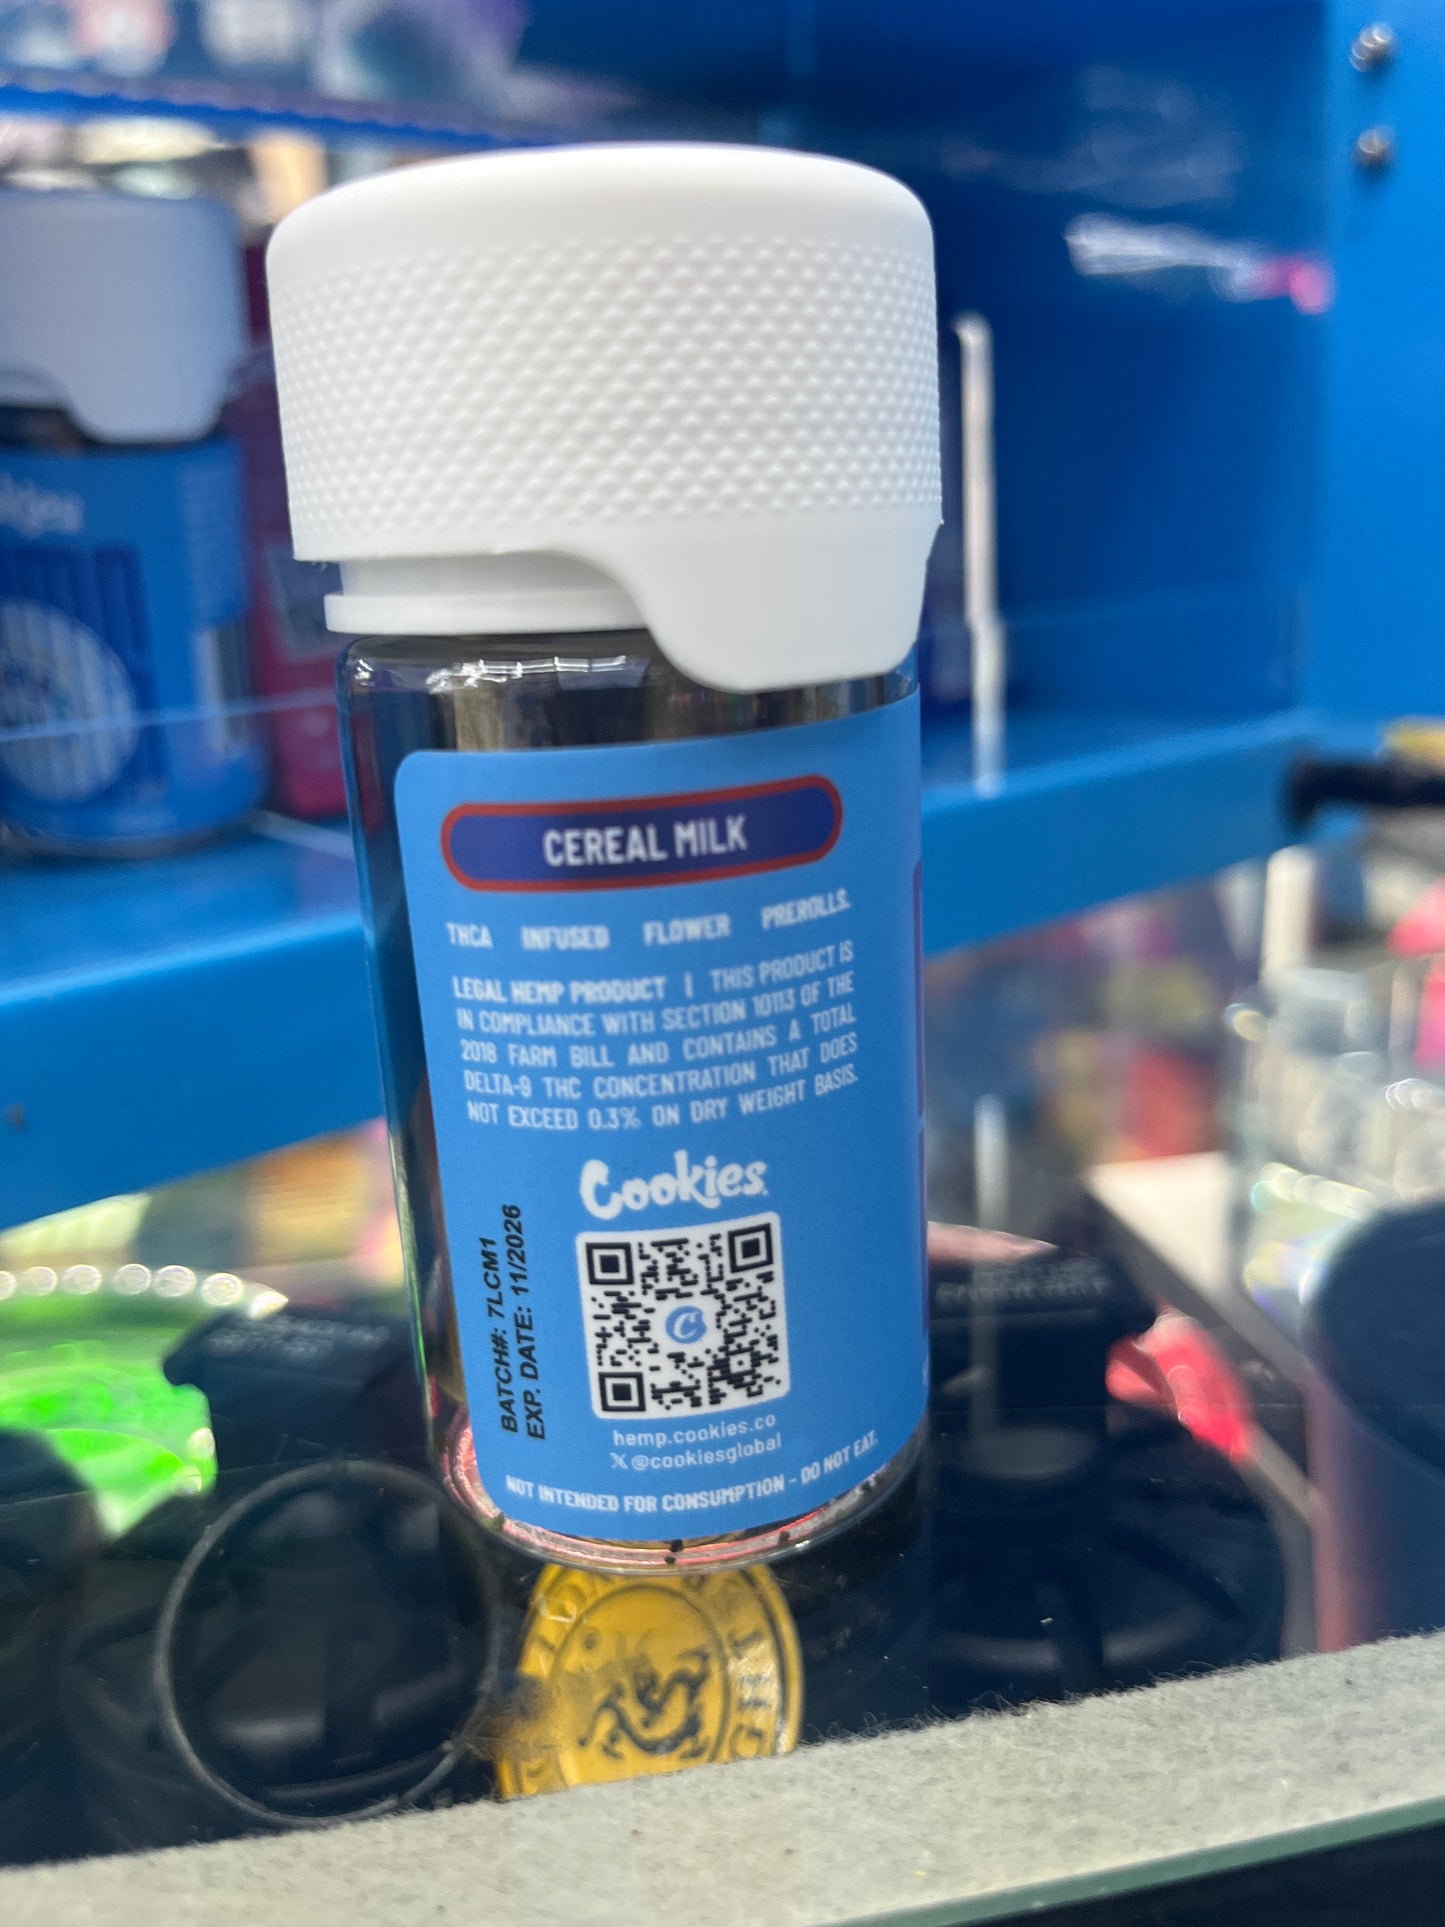 CEREAL MILK
THCA INFUSED FLOWER PREROLLS.
LEGAL HEMP PRODUCT | THIS PRODUCT IS
IN COMPLIANCE WITH SECTION 10113 OF THE
2018 FARM BILL AND CONTAINS A TOTAL
DELTA-9 THC CONCENTRATION THAT DOES
NOT EXCEED 0.3% ON DRY WEIGHT BASIS.
Cookies
BATCH#: 7LCM1
EXP. DATE: 11/2026
C
hemp.cookies.co
X @cookiesglobal
NOT INTENDED FOR CONSUMPTION - DO NOT EAT.